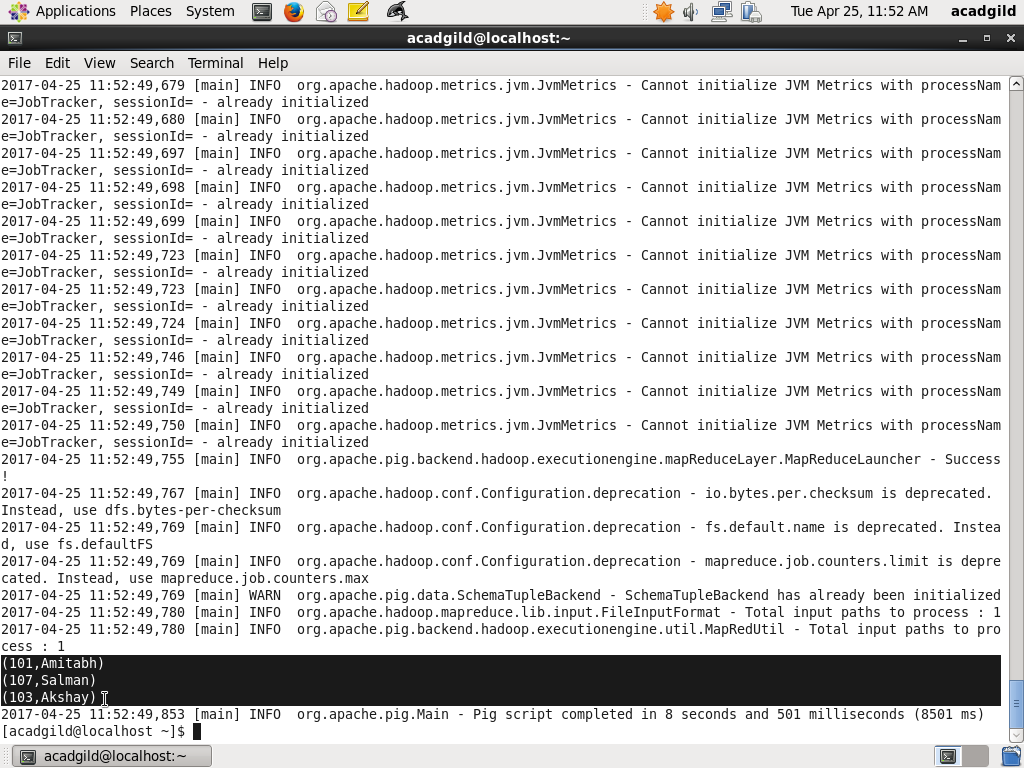 Applications Places System Tue Apr 25, 11:52 AM acadgild
acadgild@localhost:~
File Edit View Search Terminal Help
2017-04-25 11:52:49,679 [main] INFO  org.apache.hadoop.metrics.jvm.JvmMetrics - Cannot initialize JVM Metrics with processNam
e=JobTracker, sessionId= - already initialized
2017-04-25 11:52:49,680 [main] INFO  org.apache.hadoop.metrics.jvm.JvmMetrics - Cannot initialize JVM Metrics with processNam
e=JobTracker, sessionId= - already initialized
2017-04-25 11:52:49,697 [main] INFO  org.apache.hadoop.metrics.jvm.JvmMetrics - Cannot initialize JVM Metrics with processNam
e=JobTracker, sessionId= - already initialized
2017-04-25 11:52:49,698 [main] INFO  org.apache.hadoop.metrics.jvm.JvmMetrics - Cannot initialize JVM Metrics with processNam
e=JobTracker, sessionId= - already initialized
2017-04-25 11:52:49,699 [main] INFO  org.apache.hadoop.metrics.jvm.JvmMetrics - Cannot initialize JVM Metrics with processNam
e=JobTracker, sessionId= - already initialized
2017-04-25 11:52:49,723 [main] INFO  org.apache.hadoop.metrics.jvm.JvmMetrics - Cannot initialize JVM Metrics with processNam
e=JobTracker, sessionId= - already initialized
2017-04-25 11:52:49,723 [main] INFO  org.apache.hadoop.metrics.jvm.JvmMetrics - Cannot initialize JVM Metrics with processNam
e=JobTracker, sessionId= - already initialized
2017-04-25 11:52:49,724 [main] INFO  org.apache.hadoop.metrics.jvm.JvmMetrics - Cannot initialize JVM Metrics with processNam
e=JobTracker, sessionId= - already initialized
2017-04-25 11:52:49,746 [main] INFO  org.apache.hadoop.metrics.jvm.JvmMetrics - Cannot initialize JVM Metrics with processNam
e=JobTracker, sessionId= - already initialized
2017-04-25 11:52:49,749 [main] INFO  org.apache.hadoop.metrics.jvm.JvmMetrics - Cannot initialize JVM Metrics with processNam
e=JobTracker, sessionId= - already initialized
2017-04-25 11:52:49,750 [main] INFO  org.apache.hadoop.metrics.jvm.JvmMetrics - Cannot initialize JVM Metrics with processNam
e=JobTracker, sessionId= - already initialized
2017-04-25 11:52:49,755 [main] INFO  org.apache.pig.backend.hadoop.executionengine.mapReduceLayer.MapReduceLauncher - Success
!
2017-04-25 11:52:49,767 [main] INFO  org.apache.hadoop.conf.Configuration.deprecation - io.bytes.per.checksum is deprecated.
Instead, use dfs.bytes-per-checksum
2017-04-25 11:52:49,769 [main] INFO  org.apache.hadoop.conf.Configuration.deprecation - fs.default.name is deprecated. Instea
d, use fs.defaultFS
2017-04-25 11:52:49,769 [main] INFO  org.apache.hadoop.conf.Configuration.deprecation - mapreduce.job.counters.limit is depre
cated. Instead, use mapreduce.job.counters.max
2017-04-25 11:52:49,769 [main] WARN  org.apache.pig.data.SchemaTupleBackend - SchemaTupleBackend has already been initialized
2017-04-25 11:52:49,780 [main] INFO  org.apache.hadoop.mapreduce.lib.input.FileInputFormat - Total input paths to process : 1
2017-04-25 11:52:49,780 [main] INFO  org.apache.pig.backend.hadoop.executionengine.util.MapRedUtil - Total input paths to pro
cess : 1
(101,Amitabh)
(107,Salman)
(103,Akshay)
2017-04-25 11:52:49,853 [main] INFO  org.apache.pig.Main - Pig script completed in 8 seconds and 501 milliseconds (8501 ms)
[acadgild@localhost ~]$
acadgild@localhost:~